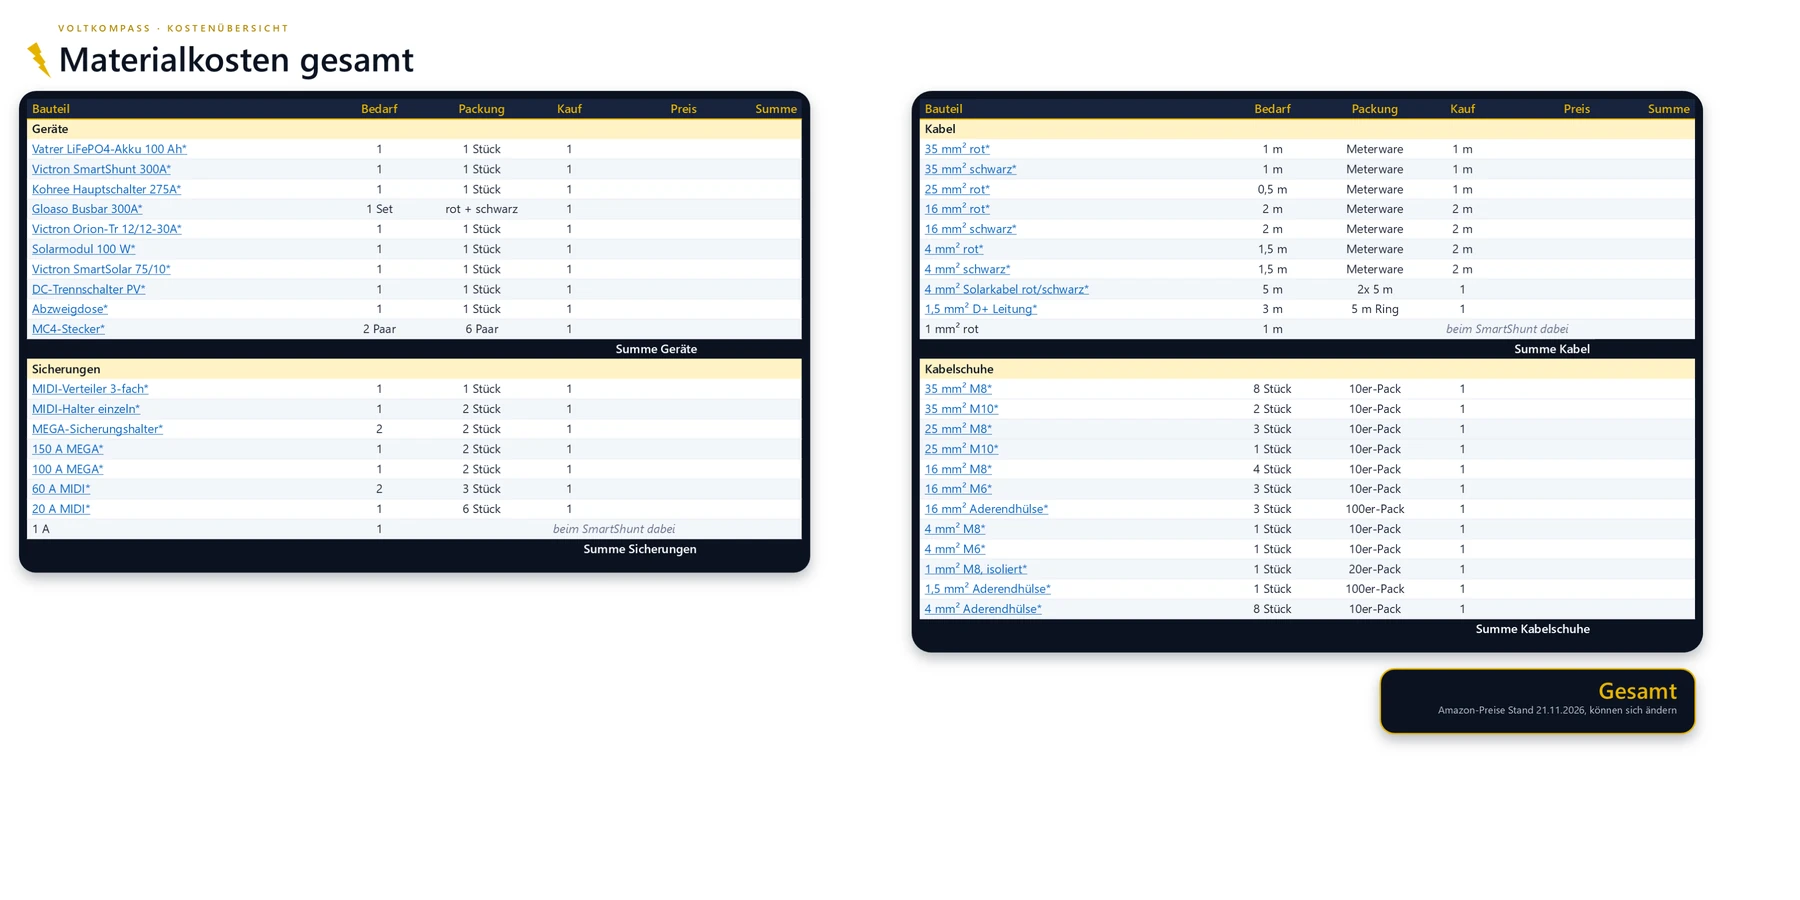 VOLTKOMPASS · KOSTENÜBERSICHT
Materialkosten gesamt
Bauteil Bedarf Packung Kauf Preis Summe
Geräte
Vatrer LiFePO4-Akku 100 Ah* 1 1 Stück 1
Victron SmartShunt 300A* 1 1 Stück 1
Kohree Hauptschalter 275A* 1 1 Stück 1
Gloaso Busbar 300A* 1 Set rot + schwarz 1
Victron Orion-Tr 12/12-30A* 1 1 Stück 1
Solarmodul 100 W* 1 1 Stück 1
Victron SmartSolar 75/10* 1 1 Stück 1
DC-Trennschalter PV* 1 1 Stück 1
Abzweigdose* 1 1 Stück 1
MC4-Stecker* 2 Paar 6 Paar 1
Summe Geräte
Sicherungen
MIDI-Verteiler 3-fach* 1 1 Stück 1
MIDI-Halter einzeln* 1 2 Stück 1
MEGA-Sicherungshalter* 2 2 Stück 1
150 A MEGA* 1 2 Stück 1
100 A MEGA* 1 2 Stück 1
60 A MIDI* 2 3 Stück 1
20 A MIDI* 1 6 Stück 1
1 A 1 beim SmartShunt dabei
Summe Sicherungen
Bauteil Bedarf Packung Kauf Preis Summe
Kabel
35 mm² rot* 1 m Meterware 1 m
35 mm² schwarz* 1 m Meterware 1 m
25 mm² rot* 0,5 m Meterware 1 m
16 mm² rot* 2 m Meterware 2 m
16 mm² schwarz* 2 m Meterware 2 m
4 mm² rot* 1,5 m Meterware 2 m
4 mm² schwarz* 1,5 m Meterware 2 m
4 mm² Solarkabel rot/schwarz* 5 m 2x 5 m 1
1,5 mm² D+ Leitung* 3 m 5 m Ring 1
1 mm² rot 1 m beim SmartShunt dabei
Summe Kabel
Kabelschuhe
35 mm² M8* 8 Stück 10er-Pack 1
35 mm² M10* 2 Stück 10er-Pack 1
25 mm² M8* 3 Stück 10er-Pack 1
25 mm² M10* 1 Stück 10er-Pack 1
16 mm² M8* 4 Stück 10er-Pack 1
16 mm² M6* 3 Stück 10er-Pack 1
16 mm² Aderendhülse* 3 Stück 100er-Pack 1
4 mm² M8* 1 Stück 10er-Pack 1
4 mm² M6* 1 Stück 10er-Pack 1
1 mm² M8, isoliert* 1 Stück 20er-Pack 1
1,5 mm² Aderendhülse* 1 Stück 100er-Pack 1
4 mm² Aderendhülse* 8 Stück 10er-Pack 1
Summe Kabelschuhe
Gesamt
Amazon-Preise Stand 21.11.2026, können sich ändern